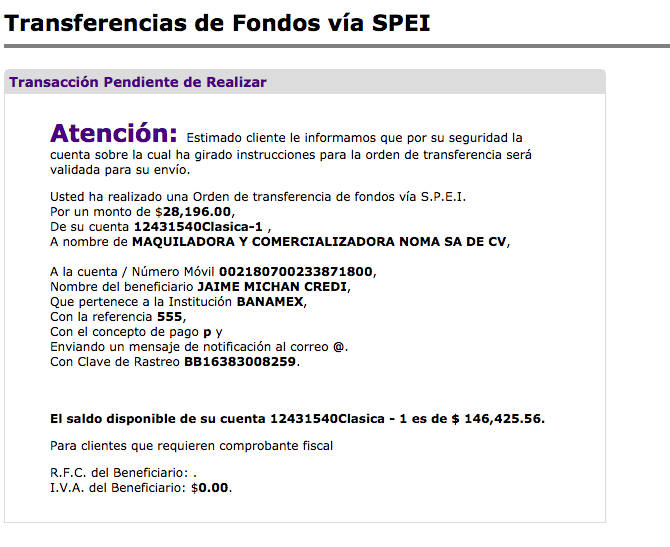 Transferencias de Fondos vía SPEI
Transacción Pendiente de Realizar
Atención: Estimado cliente le informamos que por su seguridad la
cuenta sobre la cual ha girado instrucciones para la orden de transferencia será
validada para su envío.
Usted ha realizado una Orden de transferencia de fondos vía S.P.E.I.
Por un monto de $28,196.00,
De su cuenta 12431540Clasica-1 ,
A nombre de MAQUILADORA Y COMERCIALIZADORA NOMA SA DE CV,
A la cuenta / Número Móvil 002180700233871800,
Nombre del beneficiario JAIME MICHAN CREDI,
Que pertenece a la Institución BANAMEX,
Con la referencia 555,
Con el concepto de pago p y
Enviando un mensaje de notificación al correo @.
Con Clave de Rastreo BB16383008259.
El saldo disponible de su cuenta 12431540Clasica - 1 es de $ 146,425.56.
Para clientes que requieren comprobante fiscal
R.F.C. del Beneficiario: .
I.V.A. del Beneficiario: $0.00.